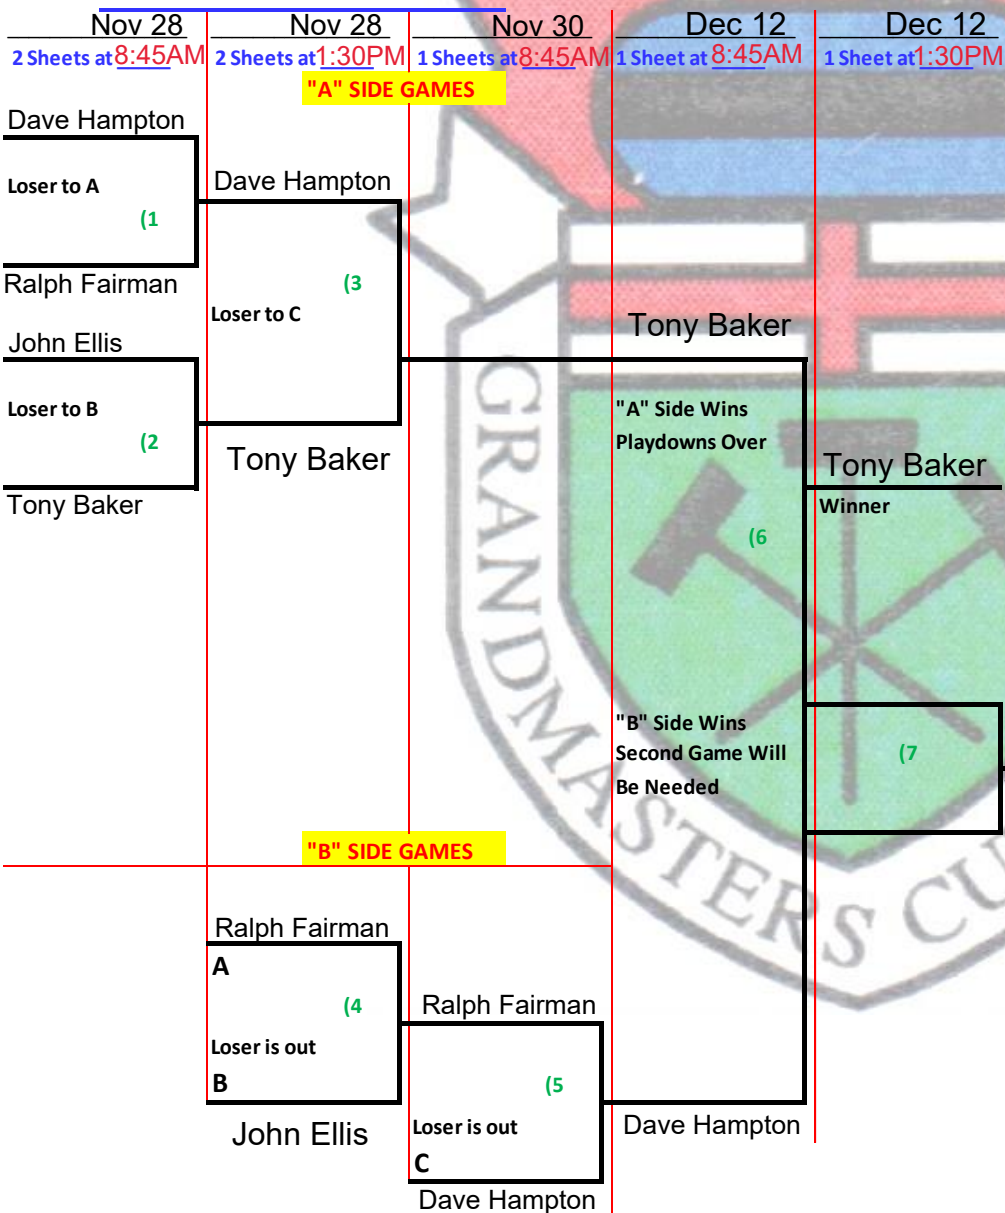 Nov 28 Nov 28 Nov 30 Dec 12 Dec 12
2 Sheets at 8:45AM 2 Sheets at 1:30PM 1 Sheets at 8:45AM 1 Sheet at 8:45AM 1 Sheet at 1:30PM
"A" SIDE GAMES
Dave Hampton
Loser to A
(1
Ralph Fairman
John Ellis
Loser to B
(2
Tony Baker
Dave Hampton
(3
Loser to C
Tony Baker
Tony Baker
"A" Side Wins
Playdowns Over
(6
Tony Baker
Winner
"B" Side Wins
Second Game Will
Be Needed
(7
"B" SIDE GAMES
Ralph Fairman
A
(4
Loser is out
B
John Ellis
Ralph Fairman
(5
Loser is out
C
Dave Hampton
Dave Hampton
GRANDMASTERS CU